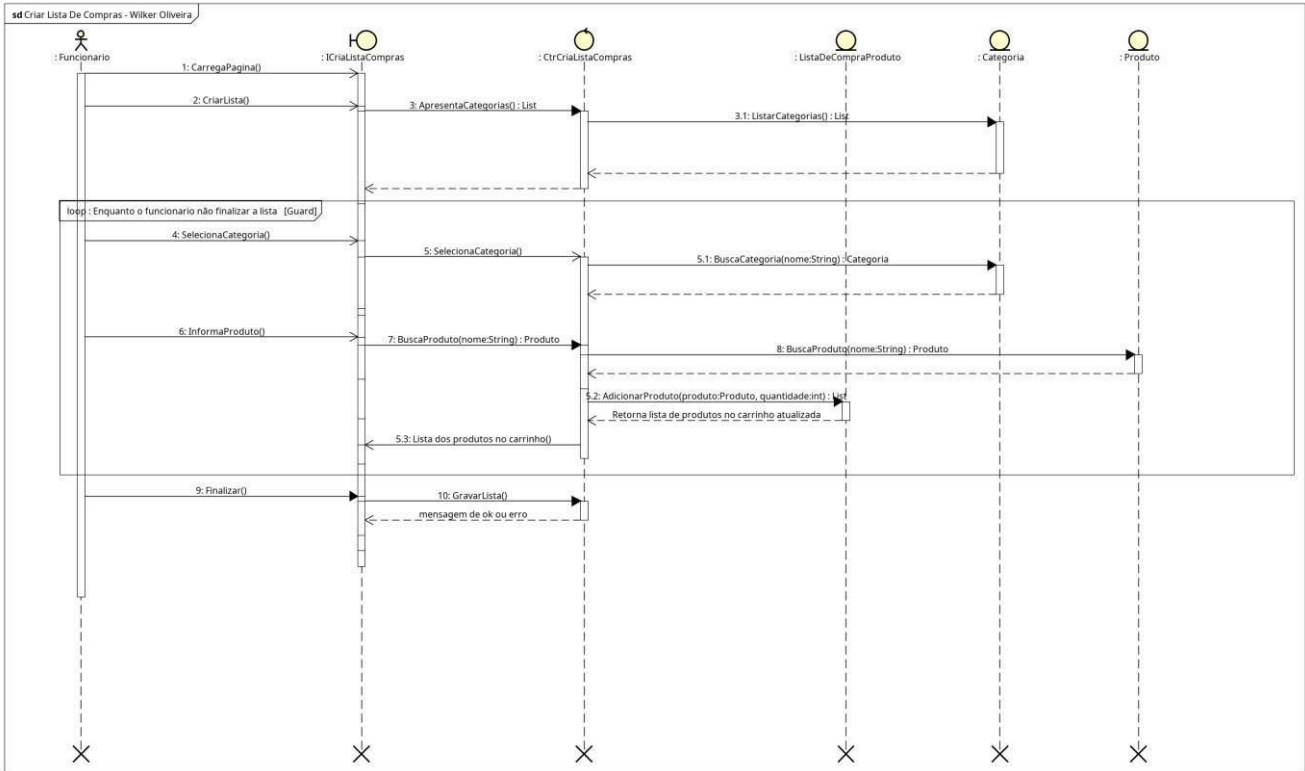 sd Criar Lista De Compras - Wilker Oliveira
: Funcionario
: ICriaListaCompras
: CtrCriaListaCompras
: ListaDeCompraProduto
: Categoria
: Produto
1: CarregaPagina()
2: CriarLista()
3: ApresentaCategorias() : List
3.1: ListarCategorias() : List
loop : Enquanto o funcionario não finalizar a lista [Guard]
4: SelecionaCategoria()
5: SelecionaCategoria()
5.1: BuscaCategoria(nome:String) : Categoria
6: InformaProduto()
7: BuscaProduto(nome:String) : Produto
8: BuscaProduto(nome:String) : Produto
5.2: AdicionarProduto(produto:Produto, quantidade:int) : List
Retorna lista de produtos no carrinho atualizada
5.3: Lista dos produtos no carrinho()
9: Finalizar()
10: GravarLista()
mensagem de ok ou erro